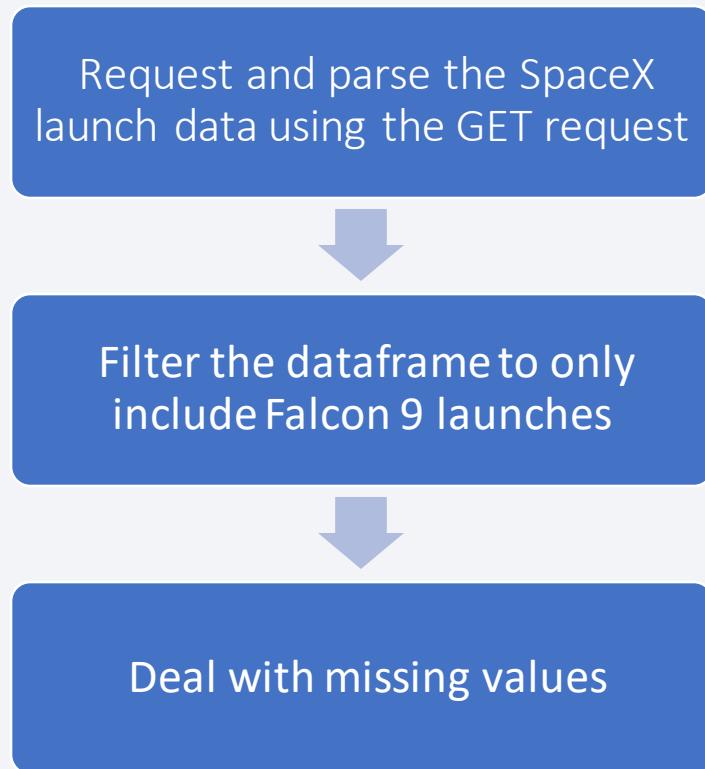 Request and parse the SpaceX
launch data using the GET request
Filter the dataframe to only
include Falcon 9 launches
Deal with missing values